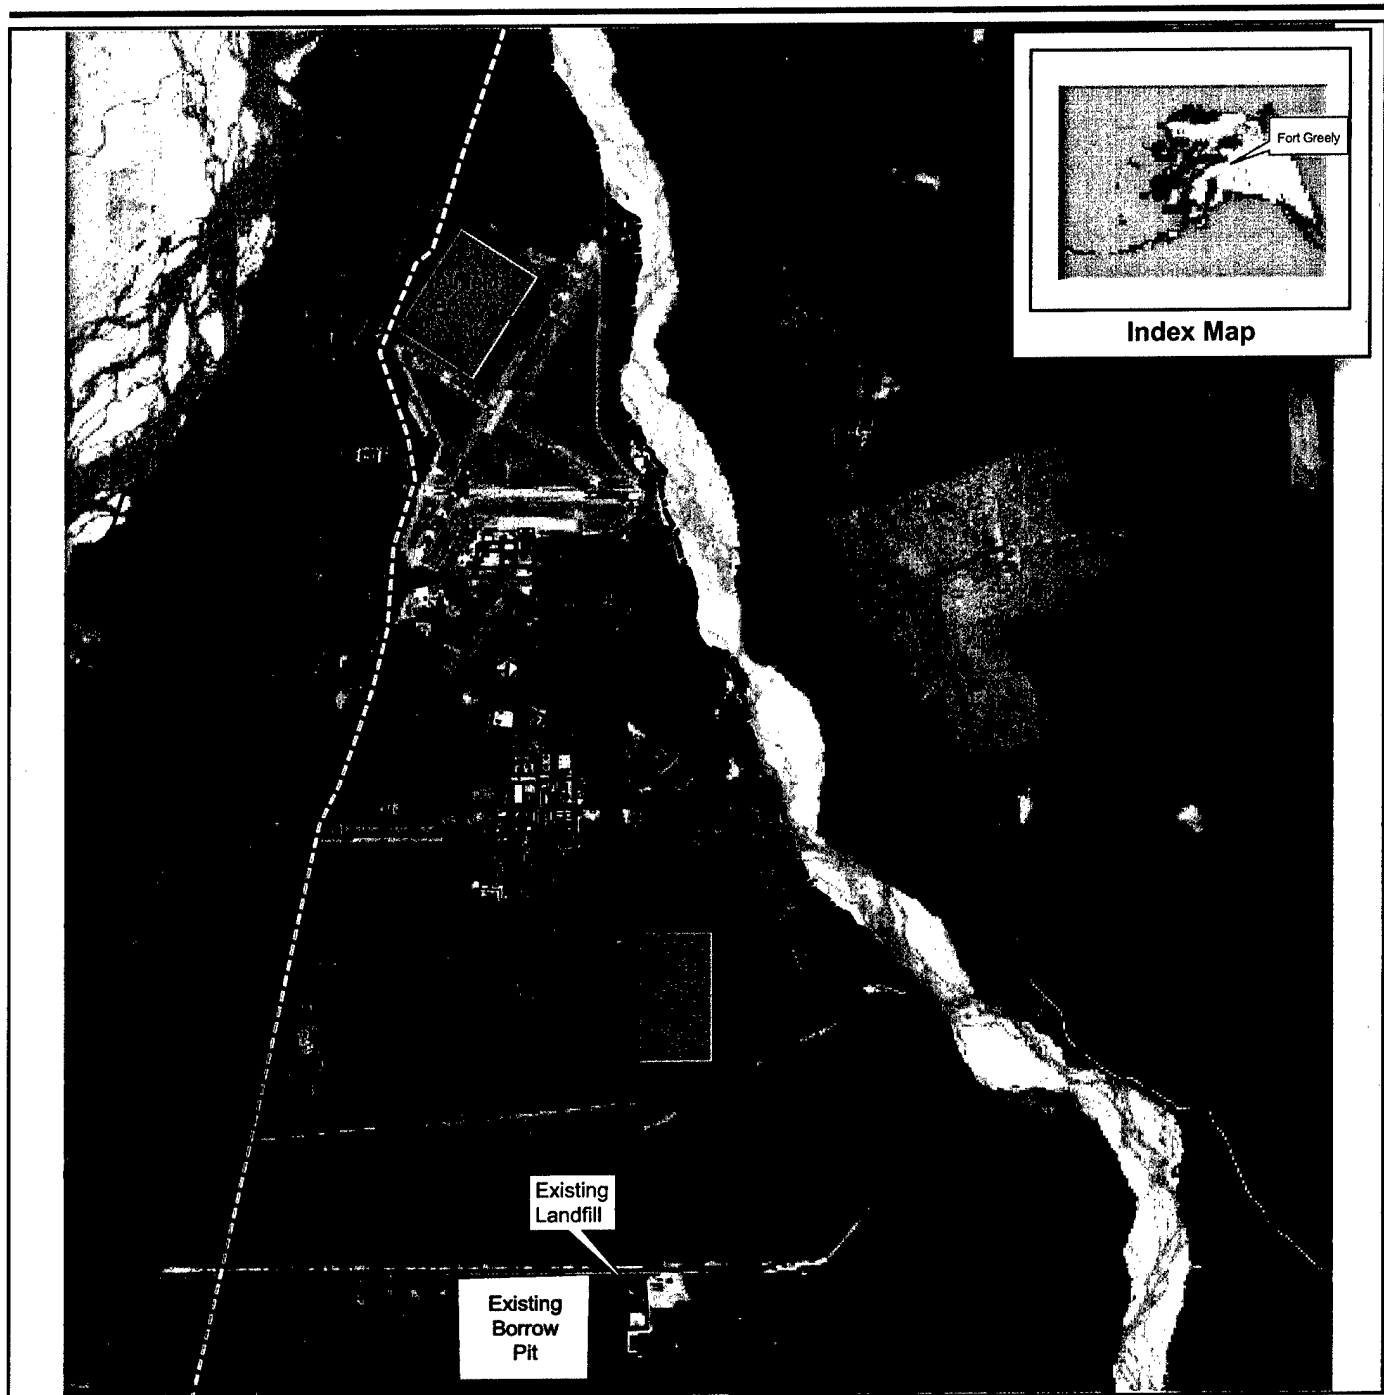 Fort Greely
Index Map
Existing
Landfill
Existing
Borrow
Pit